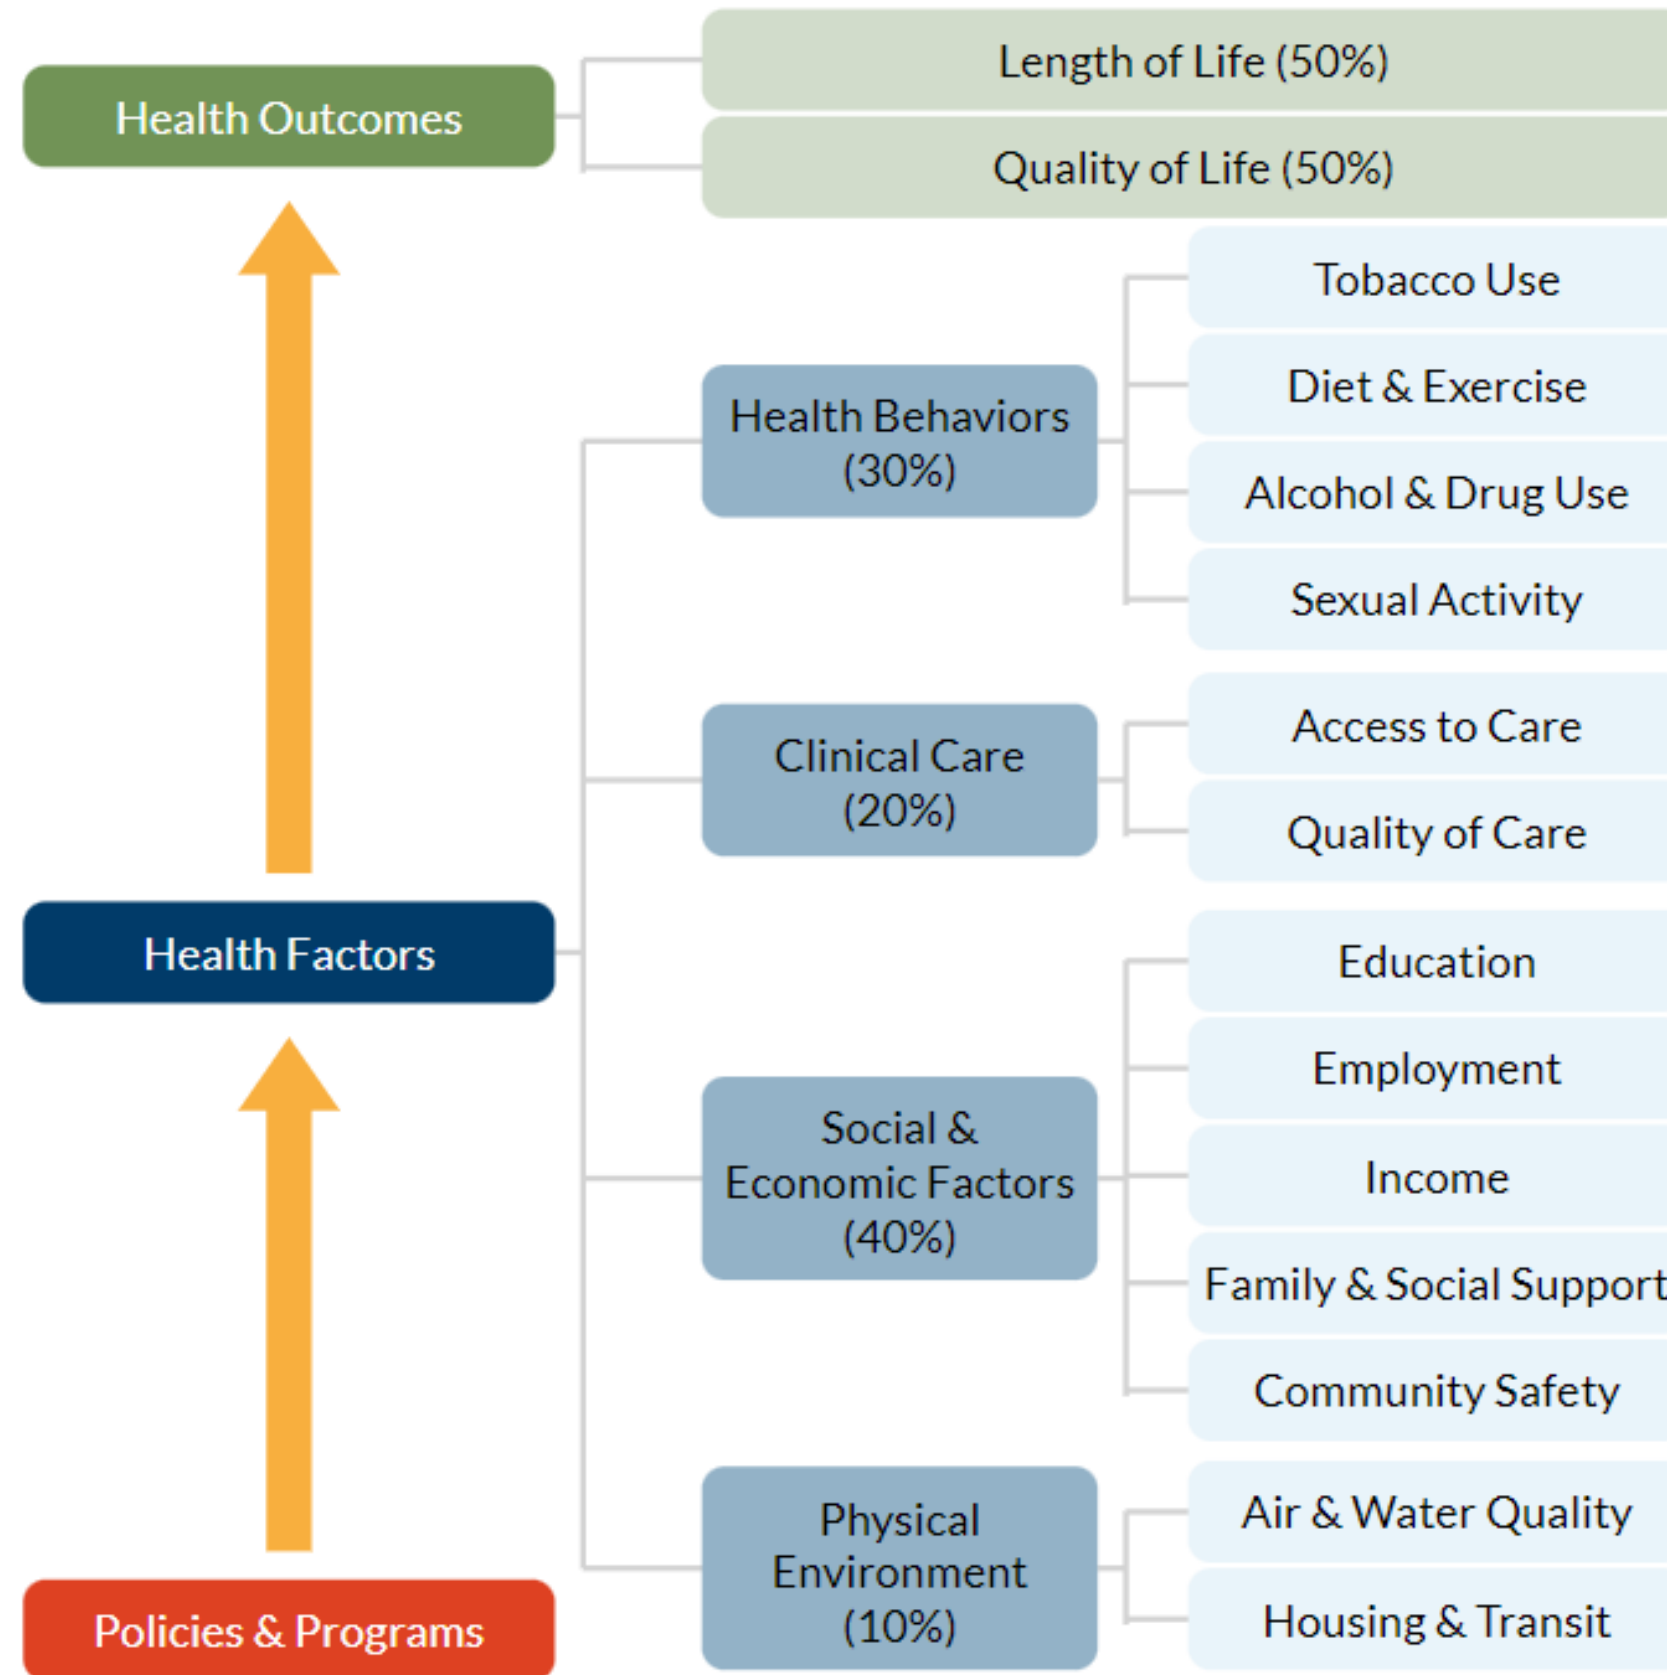 Health Outcomes
Length of Life (50%)
Quality of Life (50%)
Health Factors
Health Behaviors
(30%)
Tobacco Use
Diet & Exercise
Alcohol & Drug Use
Sexual Activity
Clinical Care
(20%)
Access to Care
Quality of Care
Social &
Economic Factors
(40%)
Education
Employment
Income
Family & Social Support
Community Safety
Physical
Environment
(10%)
Air & Water Quality
Housing & Transit
Policies & Programs